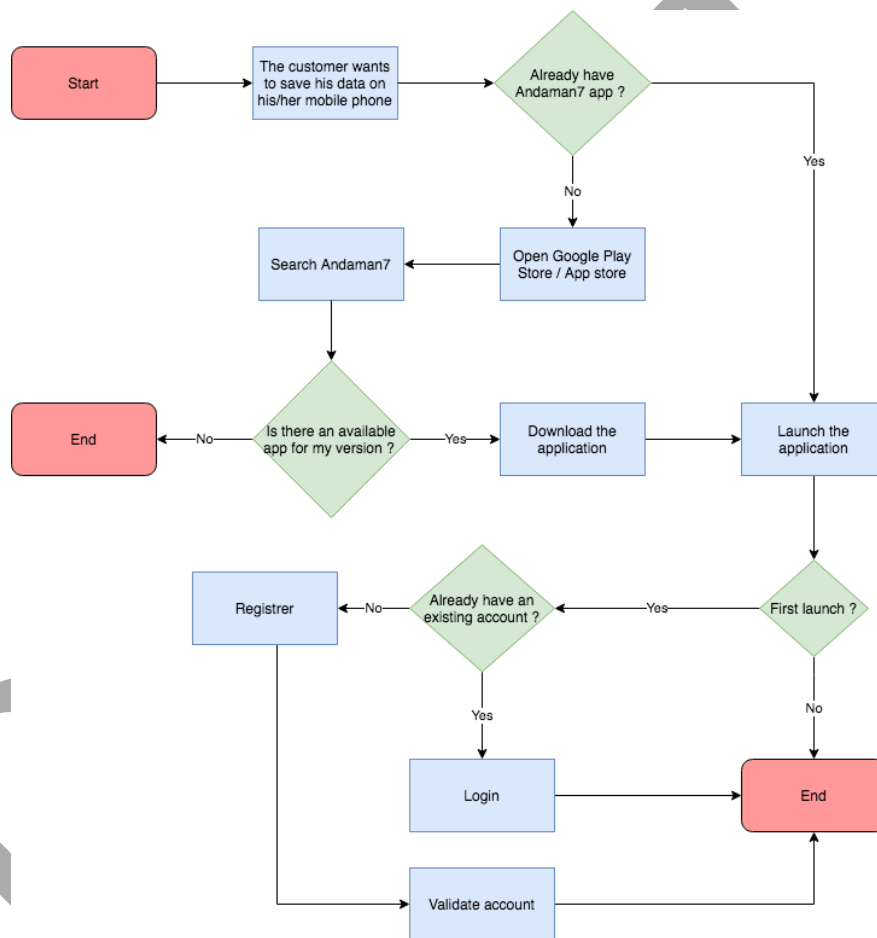 Start
The customer wants
to save his data on
his/her mobile phone
Already have
Andaman7 app ?
Yes
No
Search Andaman7
Open Google Play
Store / App store
End
No
Is there an available
app for my version ?
Yes
Download the
application
Launch the
application
Registrer
No
Already have an
existing account ?
Yes
First launch ?
Yes
No
Login
End
Validate account